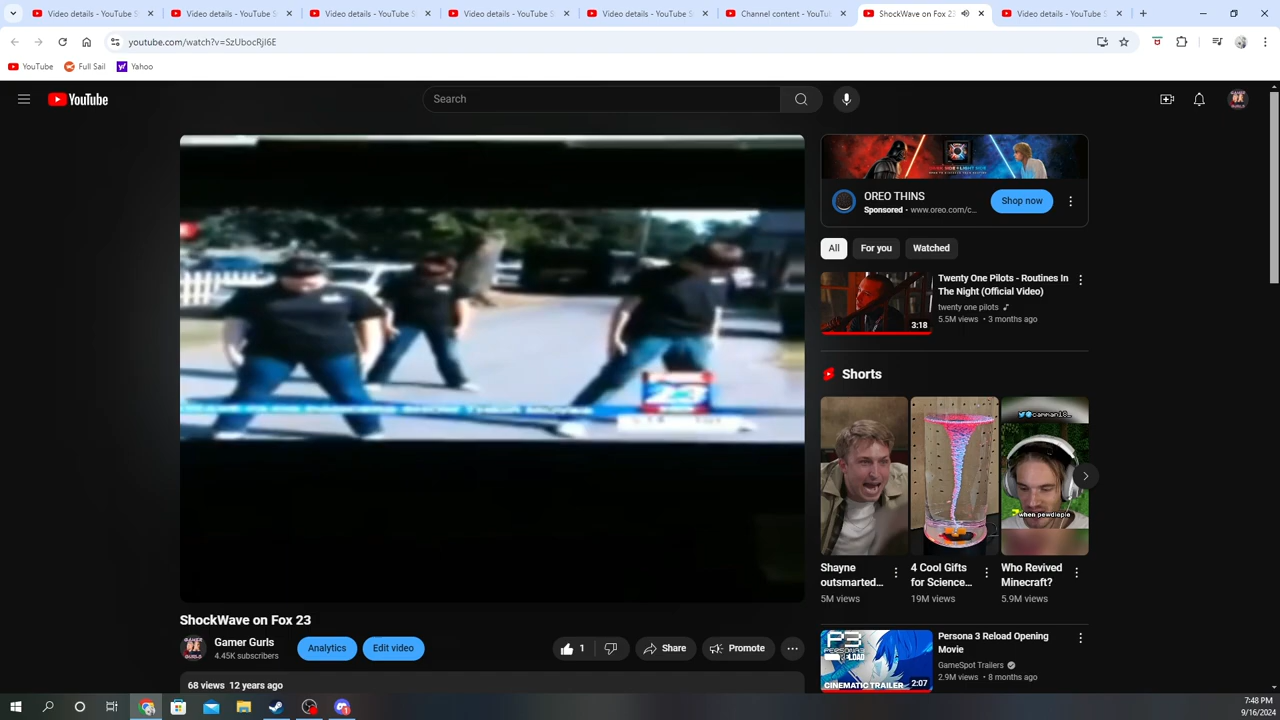 Video details - YouTube S
Video details - YouTube S
Video details - YouTube S
Video details - YouTube S
Video details - YouTube S
Channel content - YouTu
ShockWave on Fox 23
Video details - YouTube S
youtube.com/watch?v=SzUbocRjI6E
YouTube
Full Sail
Yahoo
YouTube
Search
23
OREO THINS
Sponsored • www.oreo.com/c...
Shop now
All
For you
Watched
3:18
Twenty One Pilots - Routines In
The Night (Official Video)
twenty one pilots
5.5M views • 3 months ago
Shorts
when pewdiepie
Shayne
outsmarted...
5M views
4 Cool Gifts
for Science...
19M views
Who Revived
Minecraft?
5.9M views
P3
RELOAD
CINEMATIC TRAILER
2:07
Persona 3 Reload Opening
Movie
GameSpot Trailers
2.9M views • 8 months ago
ShockWave on Fox 23
Gamer Gurls
4.45K subscribers
Analytics
Edit video
1
Share
Promote
68 views 12 years ago
7:48 PM
9/16/2024